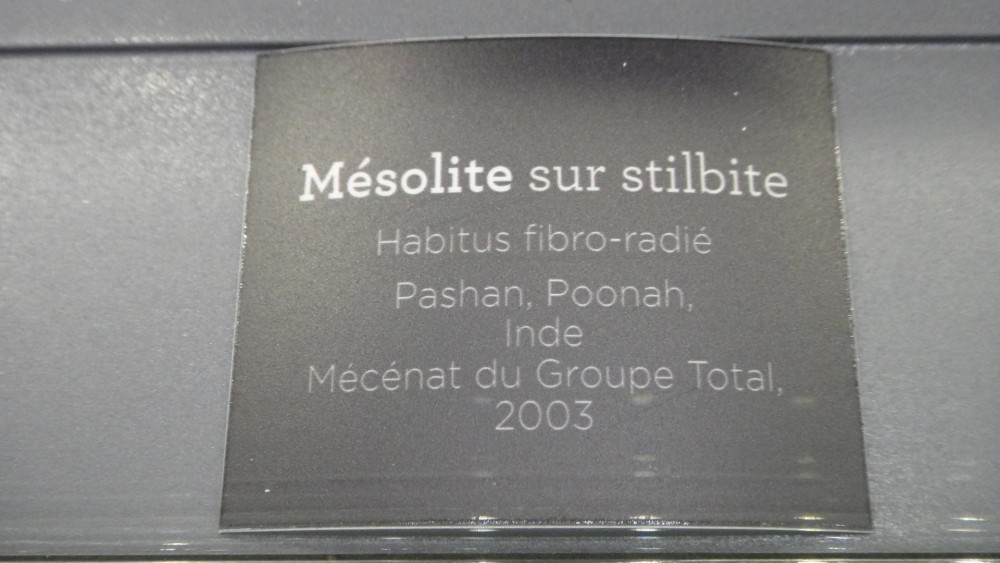 Mésolite sur stilbite
Habitus fibro-radié
Pashan, Poonah,
Inde
Mécénat du Groupe Total,
2003